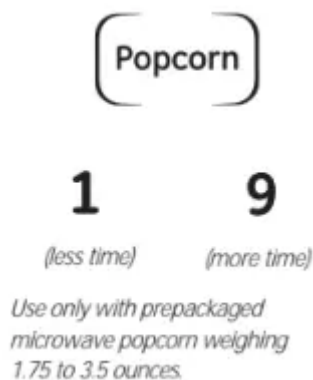 Popcorn
1 9
(less time) (more time)
Use only with prepackaged
microwave popcorn weighing
1.75 to 3.5 ounces.